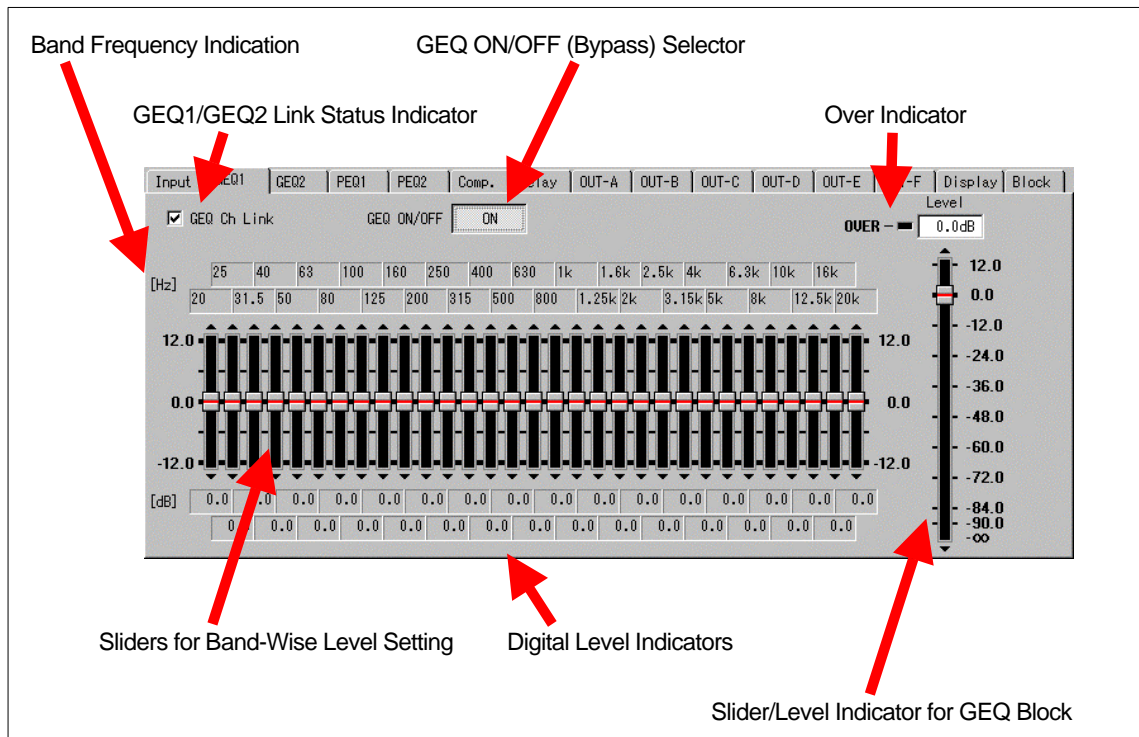 Band Frequency Indication
GEQ ON/OFF (Bypass) Selector
GEQ1/GEQ2 Link Status Indicator
Over Indicator
Input GEQ1 GEQ2 PEQ1 PEQ2 Comp. OUT-A OUT-B OUT-C OUT-D OUT-E Display Block
GEQ Ch Link GEQ ON/OFF ON
Level
OVER 0.0dB
[Hz]
25 40 63 100 160 250 400 630 1k 1.6k 2.5k 4k 6.3k 10k 16k
20 31.5 50 80 125 200 315 500 800 1.25k 2k 3.15k 5k 8k 12.5k 20k
12.0 12.0
0.0 0.0
-12.0 -12.0
12.0
0.0
-12.0
-24.0
-36.0
-48.0
-60.0
-72.0
-84.0
-90.0
-∞
[dB] 0.0 0.0 0.0 0.0 0.0 0.0 0.0 0.0 0.0 0.0 0.0 0.0 0.0 0.0 0.0
0.0 0.0 0.0 0.0 0.0 0.0 0.0 0.0 0.0 0.0 0.0 0.0 0.0 0.0
Sliders for Band-Wise Level Setting
Digital Level Indicators
Slider/Level Indicator for GEQ Block